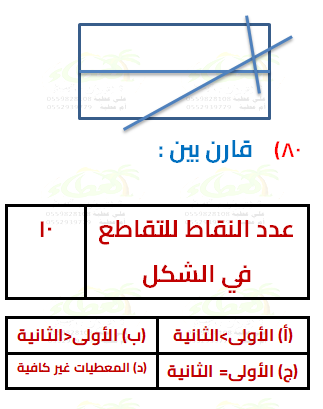 ٨٠) قارن بين :
عدد النقاط للتقاطع في الشكل
١٠
(أ) الأولى>الثانية
(ب) الأولى<الثانية
(ج) الأولى= الثانية
(د) المعطيات غير كافية